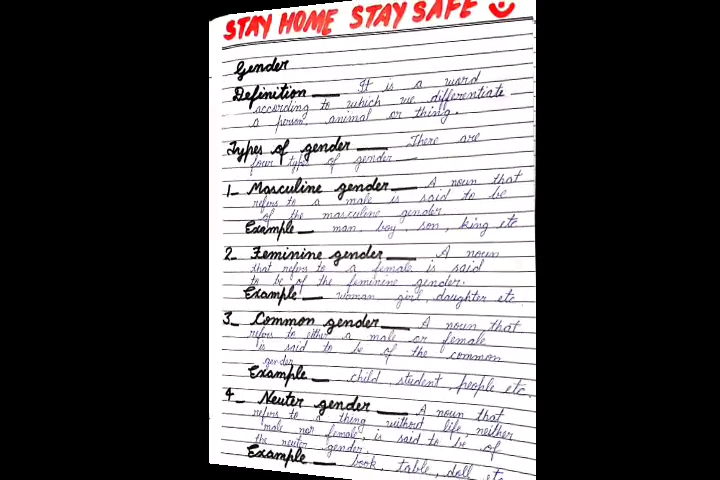 STAY HOME STAY SAFE
Gender
Definition __ It is a word
according to which we differentiate
a person, animal or thing.
Types of gender __ There are
four types of gender
1_ Masculine gender __ A noun that
refers to a male is said to be
of the masculine gender
Example _ man, boy, son, king etc
2_ Feminine gender __ A noun
that refers to a female is said
to be of the feminine gender.
Example _ woman, girl, daughter etc.
3_ Common gender __ A noun that
refers to either a male or female
is said to be of the common
gender
Example _ child, student, people etc.
4_ Neuter gender __ A noun that
refers to a thing without life neither
male nor female, is said to be of
the neuter gender.
Example _ book, table, doll etc